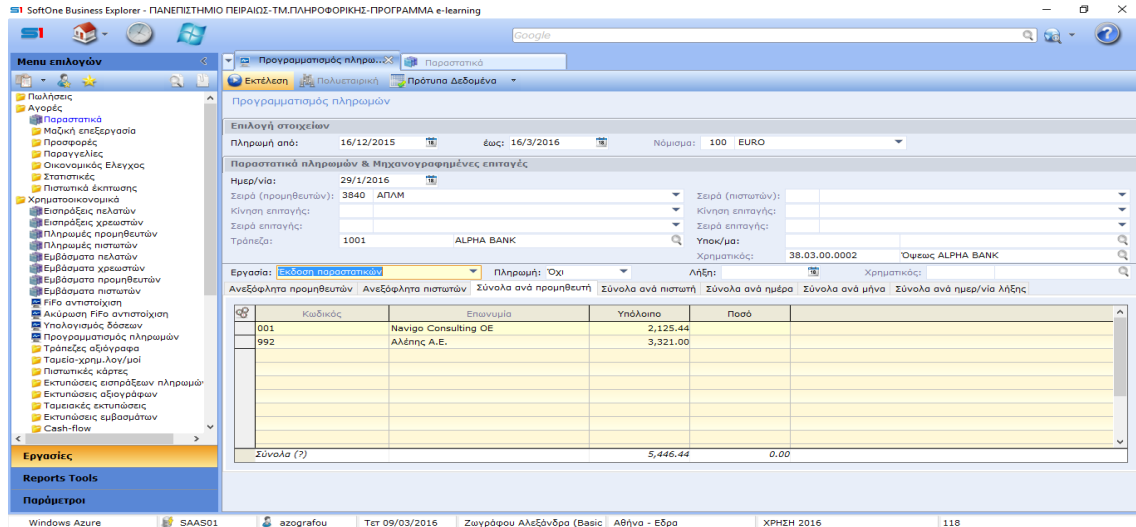 SoftOne Business Explorer - ΠΑΝΕΠΙΣΤΗΜΙΟ ΠΕΙΡΑΙΩΣ-ΤΜ.ΠΛΗΡΟΦΟΡΙΚΗΣ-ΠΡΟΓΡΑΜΜΑ e-learning
Google
Menu επιλογών
Προγραμματισμός πληρω... Παραστατικά
Εκτέλεση Πολυεταιρική Πρότυπα Δεδομένα
Πωλήσεις
Αγορές
Παραστατικά
Μαζική επεξεργασία
Προσφορές
Παραγγελίες
Οικονομικός Ελεγχος
Στατιστικές
Πιστωτικά έκπτωσης
Χρηματοοικονομικά
Εισπράξεις πελατών
Εισπράξεις χρεωστών
Πληρωμές προμηθευτών
Πληρωμές πιστωτών
Εμβάσματα πελατών
Εμβάσματα χρεωστών
Εμβάσματα προμηθευτών
Εμβάσματα πιστωτών
FiFo αντιστοίχιση
Ακύρωση FiFo αντιστοίχιση
Υπολογισμός δόσεων
Προγραμματισμός πληρωμών
Τράπεζες αξιόγραφα
Ταμεία-χρημ.λογ/μοί
Πιστωτικές κάρτες
Εκτυπώσεις εισπράξεων πληρωμώ
Εκτυπώσεις αξιογράφων
Ταμειακές εκτυπώσεις
Εκτυπώσεις εμβασμάτων
Cash-flow
Εργασίες
Reports Tools
Παράμετροι
Προγραμματισμός πληρωμών
Επιλογή στοιχείων
Πληρωμή από: 16/12/2015 έως: 16/3/2016 Νόμισμα: 100 EURO
Παραστατικά πληρωμών & Μηχανογραφημένες επιταγές
Ημερ/νία: 29/1/2016
Σειρά (προμηθευτών): 3840 ΑΠΛΜ Σειρά (πιστωτών):
Κίνηση επιταγής: Κίνηση επιταγής:
Σειρά επιταγής: Σειρά επιταγής:
Τράπεζα: 1001 ALPHA BANK Υποκ/μα:
Χρηματικός: 38.03.00.0002 Όψεως ALPHA BANK
Εργασία: Έκδοση παραστατικών Πληρωμή: Όχι Λήξη: Χρηματικός:
Ανεξόφλητα προμηθευτών Ανεξόφλητα πιστωτών Σύνολα ανά προμηθευτή Σύνολα ανά πιστωτή Σύνολα ανά ημέρα Σύνολα ανά μήνα Σύνολα ανά ημερ/νία λήξης
Κωδικός Επωνυμία Υπόλοιπο Ποσό
001 Navigo Consulting OE 2,125.44
992 Αλέπης Α.Ε. 3,321.00
Σύνολα (?) 5,446.44 0.00
Windows Azure SAAS01 azografou Τετ 09/03/2016 Ζωγράφου Αλεξάνδρα (Basic Αθήνα - Εδρα ΧΡΗΣΗ 2016 118